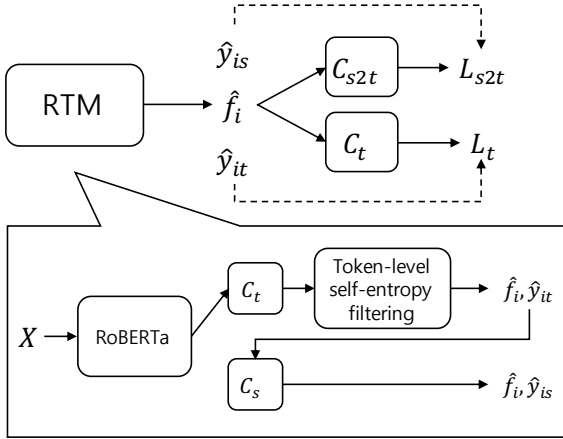 ŷ_is
C_s2t
L_s2t
RTM
f̂_i
C_t
L_t
ŷ_it
C_t
Token-level
self-entropy
filtering
f̂_i, ŷ_it
X
RoBERTa
C_s
f̂_i, ŷ_is